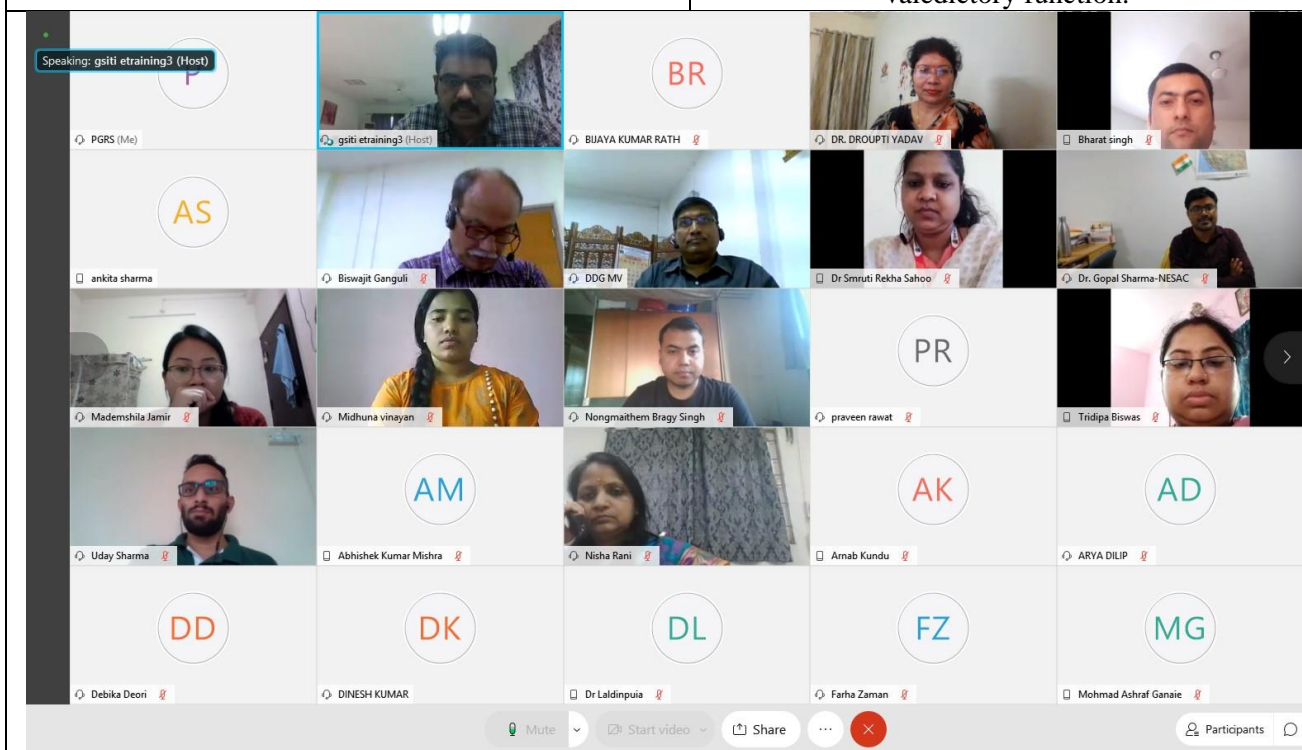 valedictory function.
Speaking: gsiti etraining3 (Host)
P
BR
PGRS (Me)
gsiti etraining3 (Host)
BIJAYA KUMAR RATH
DR. DROUPTI YADAV
Bharat singh
AS
ankita sharma
Biswajit Ganguli
DDG MV
Dr Smruti Rekha Sahoo
Dr. Gopal Sharma-NESAC
PR
Mademshila Jamir
Midhuna vinayan
Nongmaithem Bragy Singh
praveen rawat
Tridipa Biswas
AM
AK
AD
Uday Sharma
Abhishek Kumar Mishra
Nisha Rani
Arnab Kundu
ARYA DILIP
DD
DK
DL
FZ
MG
Debika Deori
DINESH KUMAR
Dr Laldinpuia
Farha Zaman
Mohmad Ashraf Ganaie
Mute
Start video
Share
Participants